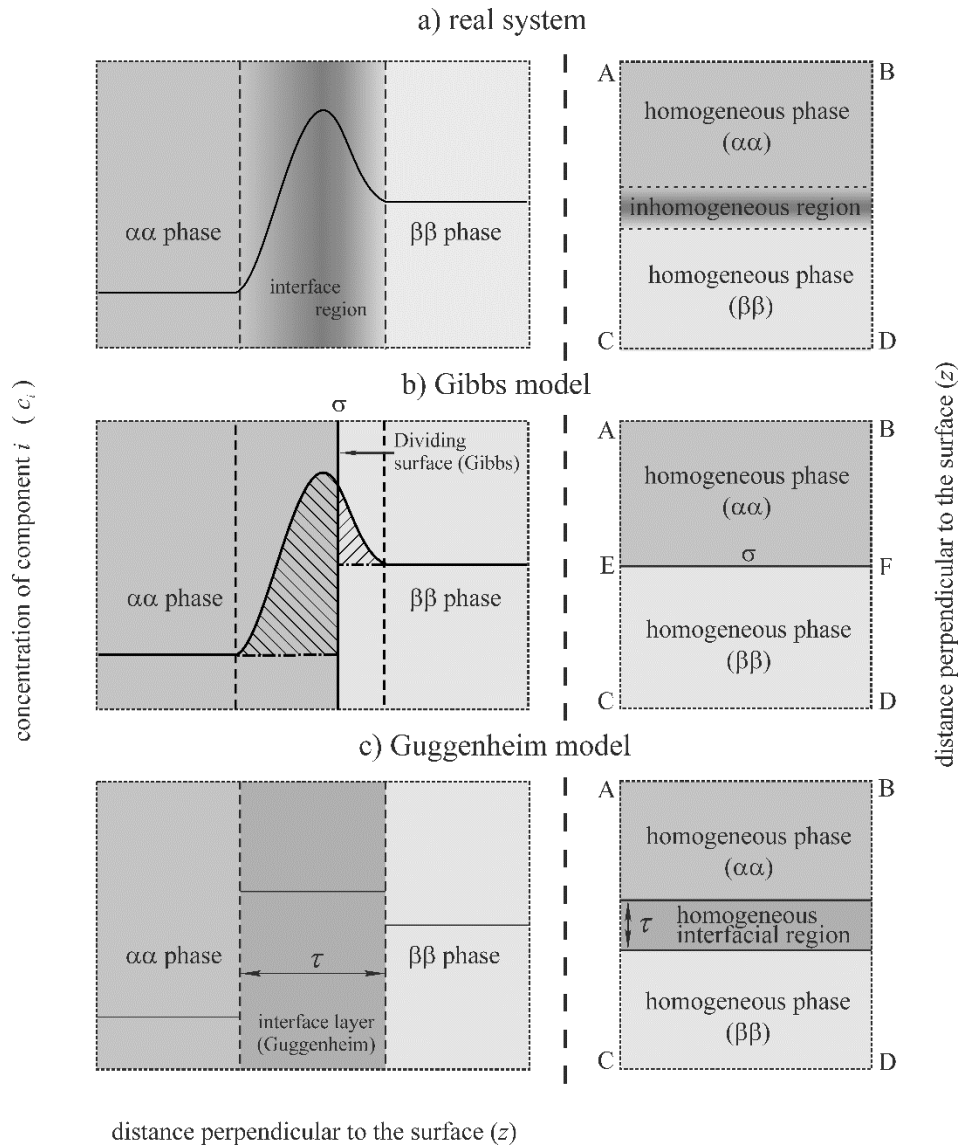 a) real system
αα phase
interface
region
ββ phase
A
B
homogeneous phase
(αα)
inhomogeneous region
homogeneous phase
(ββ)
C
D
b) Gibbs model
σ
Dividing
surface (Gibbs)
αα phase
ββ phase
A
B
homogeneous phase
(αα)
E
σ
F
homogeneous phase
(ββ)
C
D
c) Guggenheim model
αα phase
τ
ββ phase
interface layer
(Guggenheim)
A
B
homogeneous phase
(αα)
τ
homogeneous
interfacial region
homogeneous phase
(ββ)
C
D
concentration of component i (cᵢ)
distance perpendicular to the surface (z)
distance perpendicular to the surface (z)